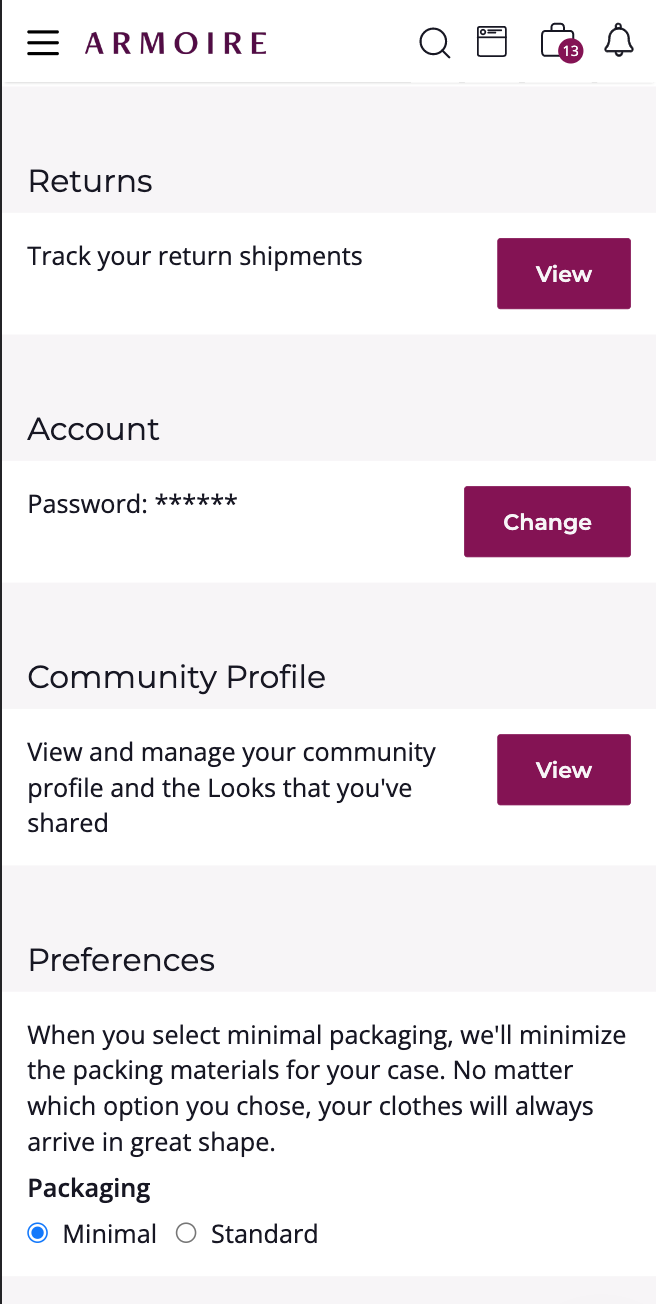 ARMOIRE
13
Returns
Track your return shipments
View
Account
Password: ******
Change
Community Profile
View and manage your community
profile and the Looks that you've
shared
View
Preferences
When you select minimal packaging, we'll minimize
the packing materials for your case. No matter
which option you chose, your clothes will always
arrive in great shape.
Packaging
Minimal Standard